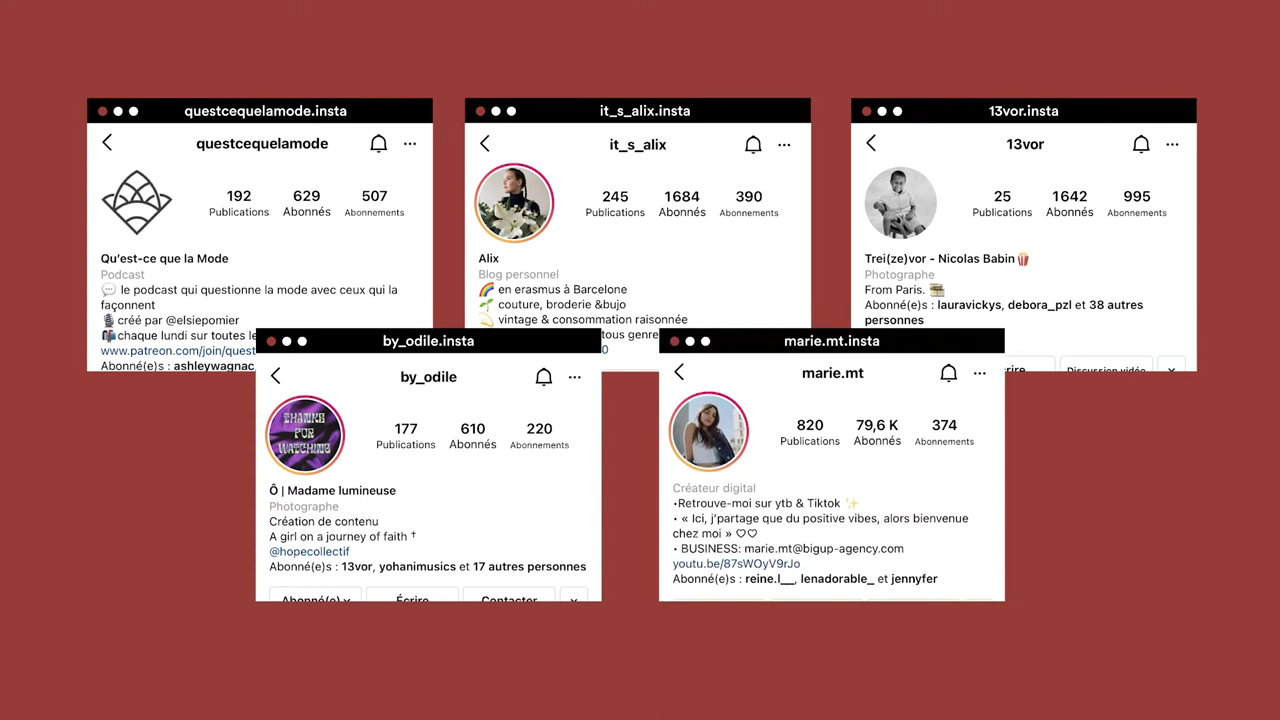 questcequelamode.insta
questcequelamode
192 629 507
Publications Abonnés Abonnements
Qu'est-ce que la Mode
Podcast
💬 le podcast qui questionne la mode avec ceux qui la
façonnent
🎙️créé par @elsiepomier
📬chaque lundi sur toutes le
www.patreon.com/join/quest
Abonné(e)s : ashleywagnac
it_s_alix.insta
it_s_alix
245 1684 390
Publications Abonnés Abonnements
Alix
Blog personnel
🌈 en erasmus à Barcelone
🌱 couture, broderie &bujo
💫 vintage & consommation raisonnée
tous genre
0
13vor.insta
13vor
25 1642 995
Publications Abonnés Abonnements
Trei(ze)vor - Nicolas Babin🍿
Photographe
From Paris.
Abonné(e)s : lauravickys, debora_pzl et 38 autres
personnes
crire Discussion vidéo
by_odile.insta
by_odile
THANKS
FOR
WATCHING
177 610 220
Publications Abonnés Abonnements
Ô | Madame lumineuse
Photographe
Création de contenu
A girl on a journey of faith ✝
@hopecollectif
Abonné(e)s : 13vor, yohanimusics et 17 autres personnes
Abonné(e) Écrire Contacter
marie.mt.insta
marie.mt
820 79,6 K 374
Publications Abonnés Abonnements
Créateur digital
•Retrouve-moi sur ytb & Tiktok ✨
• « Ici, j'partage que du positive vibes, alors bienvenue
chez moi » ♡♡
• BUSINESS: marie.mt@bigup-agency.com
youtu.be/87sWOyV9rJo
Abonné(e)s : reine.l__, lenadorable_ et jennyfer